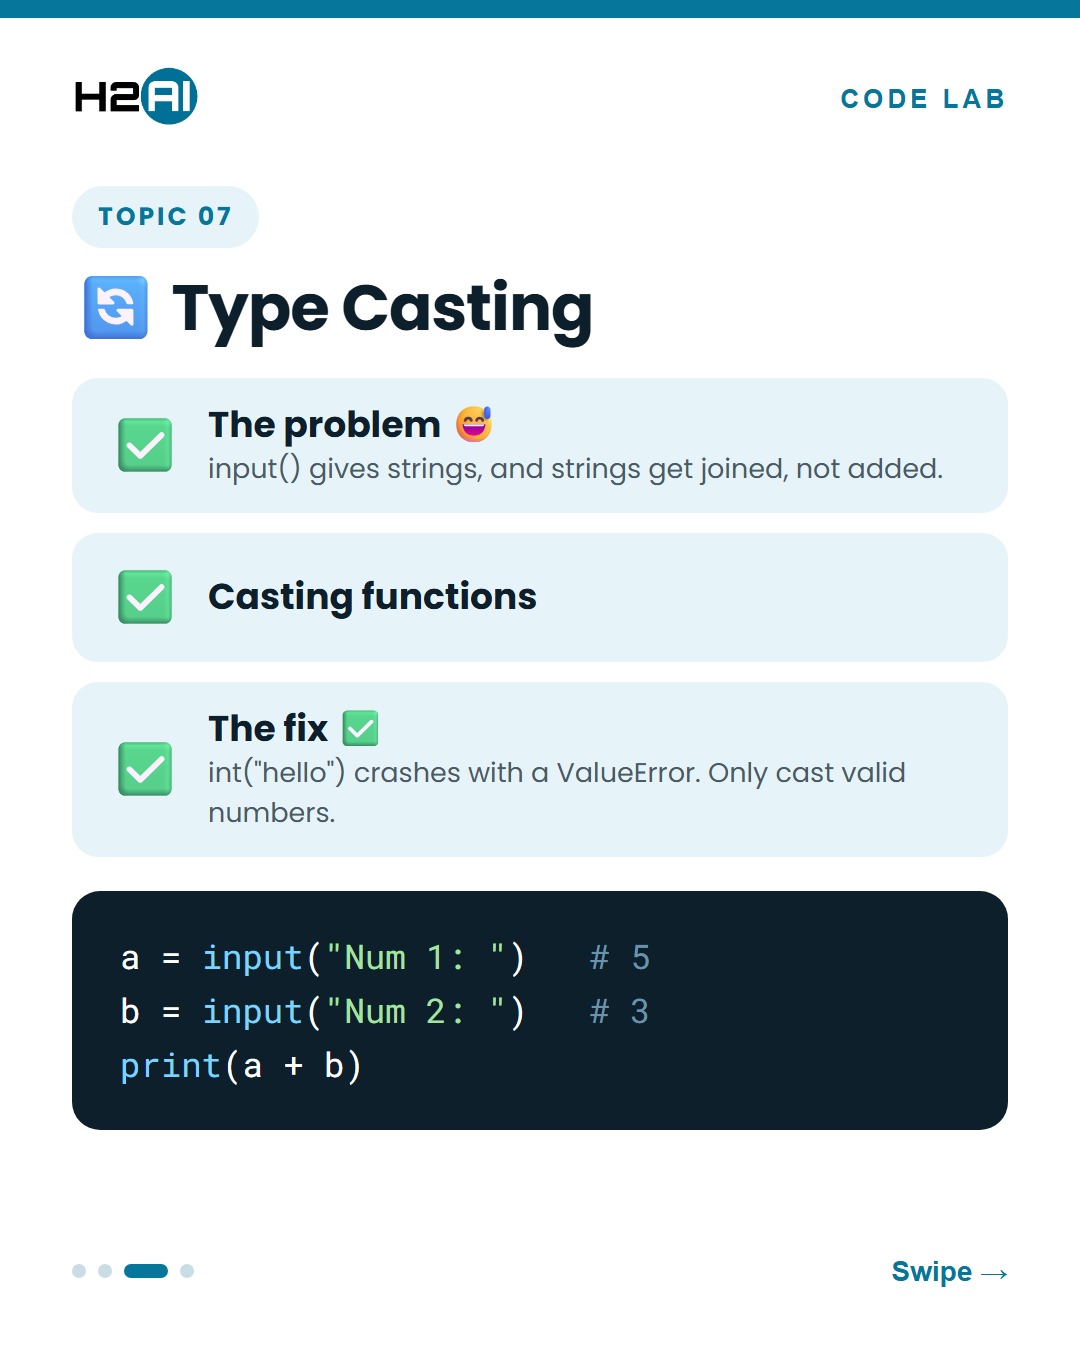 H2AI
CODE LAB
TOPIC 07
Type Casting
The problem 😅
input() gives strings, and strings get joined, not added.
Casting functions
The fix ✅
int("hello") crashes with a ValueError. Only cast valid
numbers.
a = input("Num 1: ")   # 5
b = input("Num 2: ")   # 3
print(a + b)
Swipe →